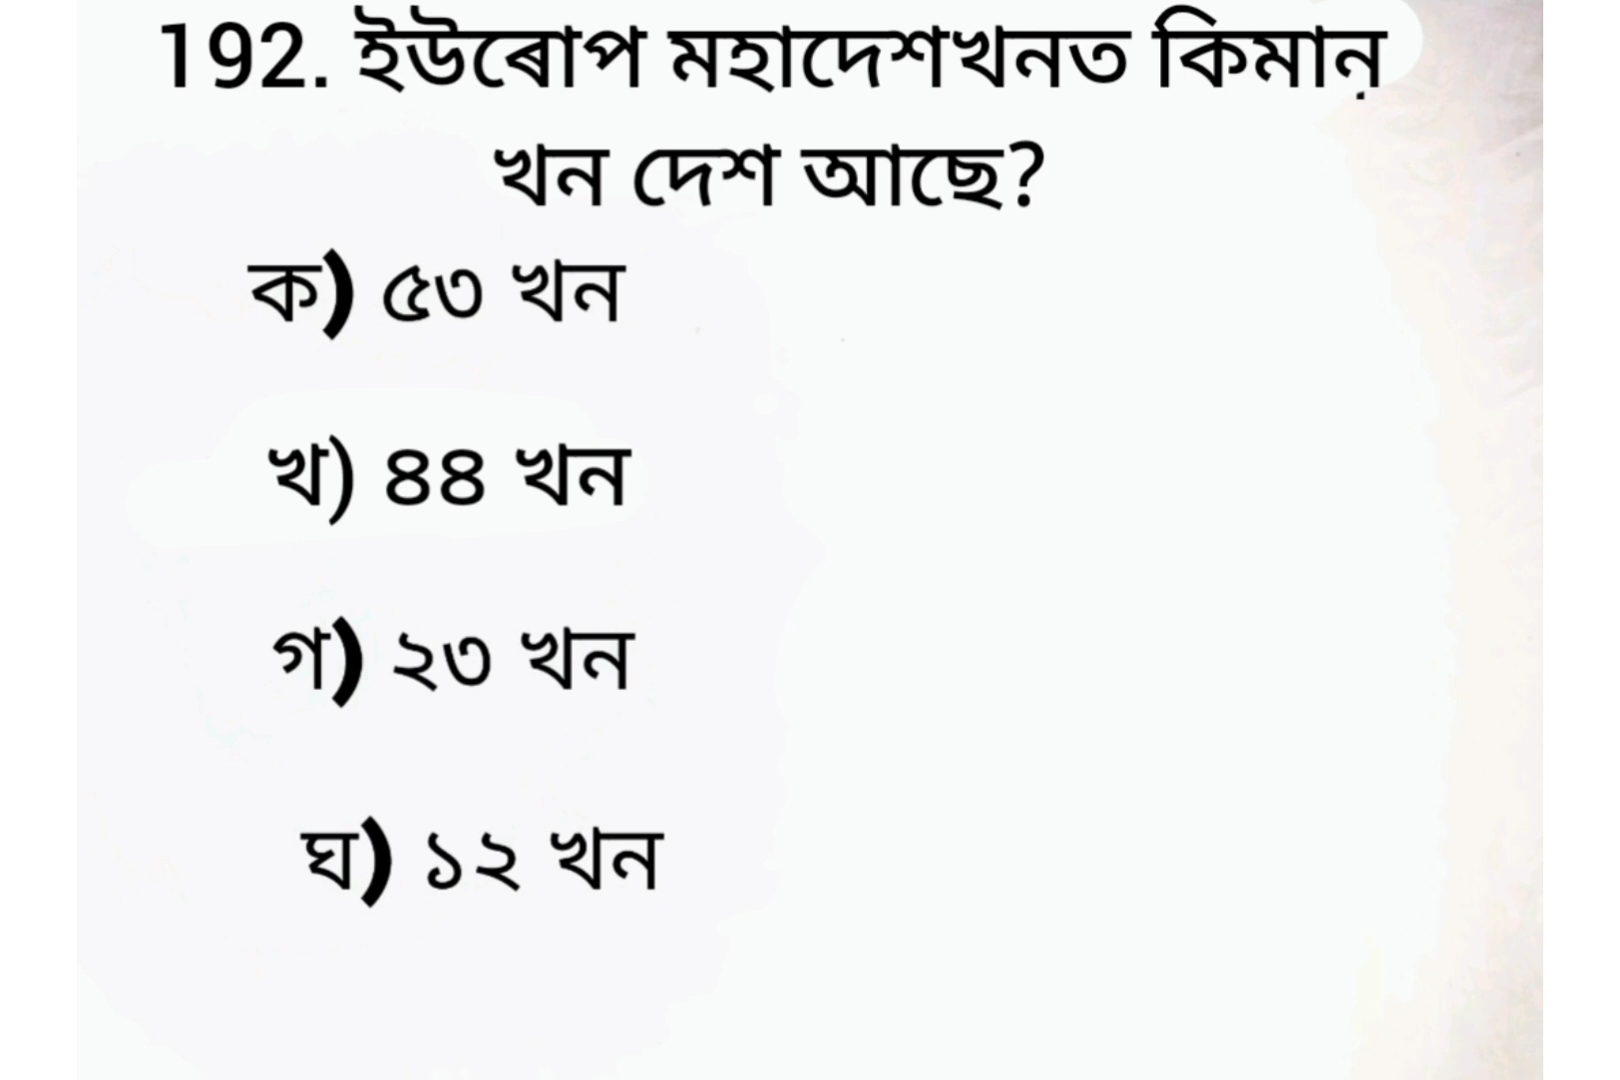 192. ইউৰোপ মহাদেশখনত কিমান
খন দেশ আছে?
ক) ৫৩ খন
খ) ৪৪ খন
গ) ২৩ খন
ঘ) ১২ খন